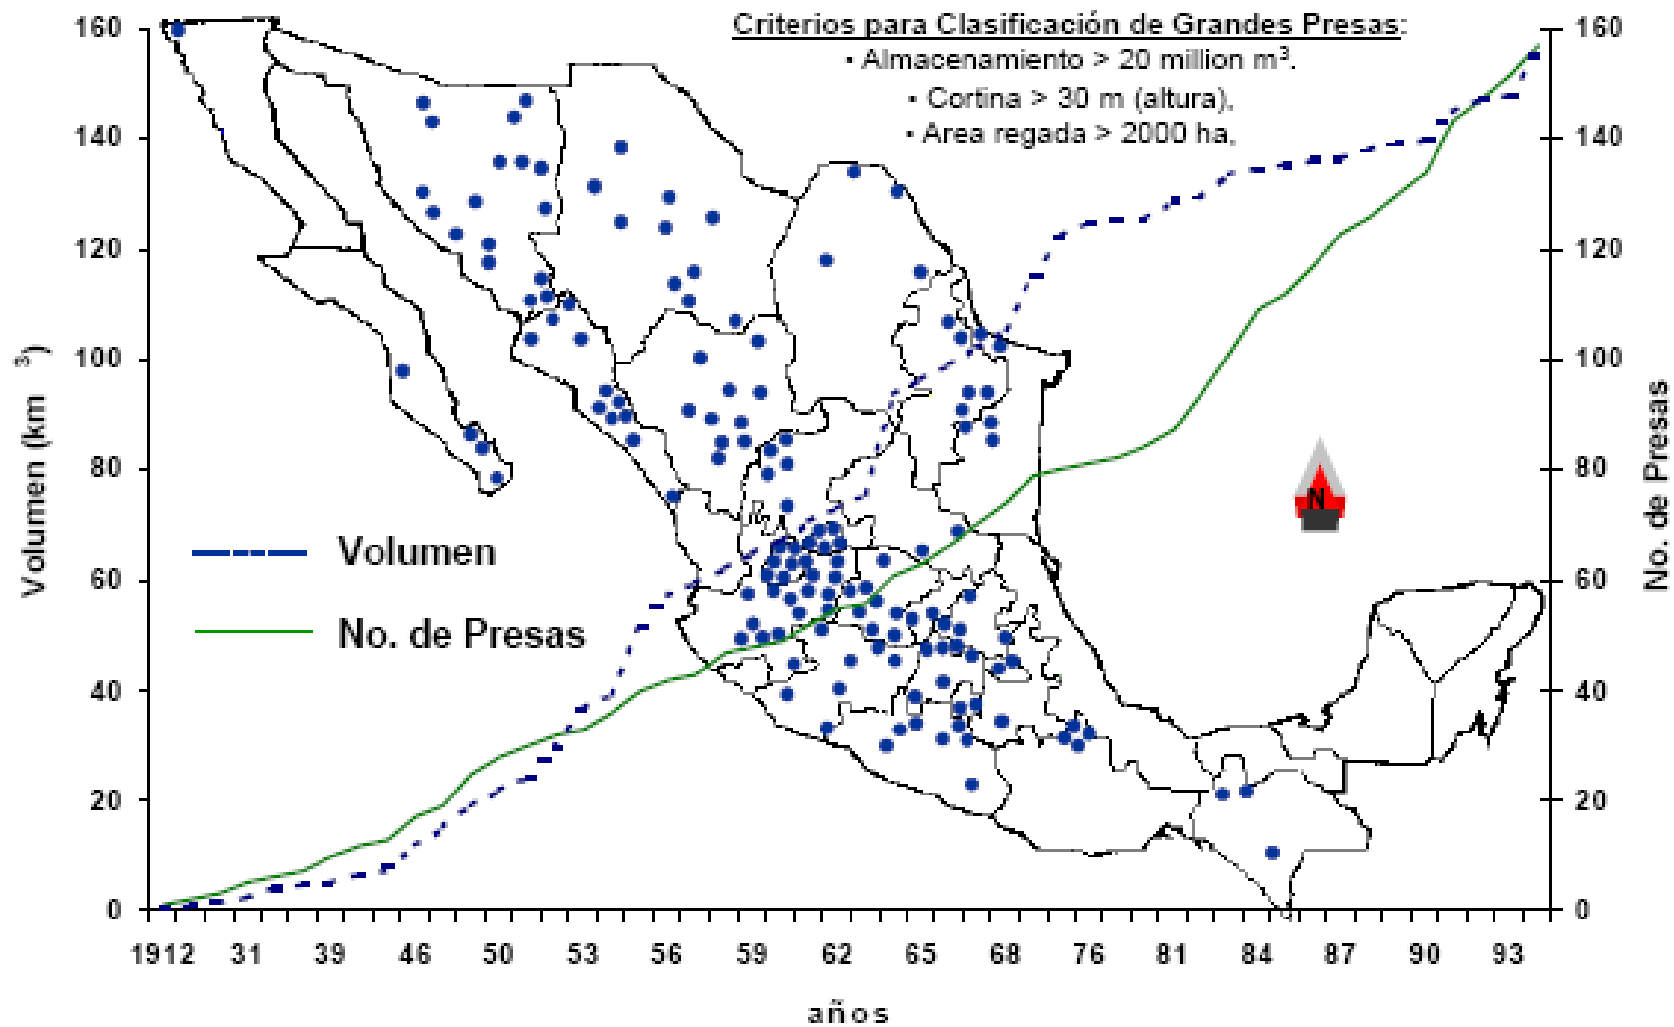 Criterios para Clasificación de Grandes Presas:
• Almacenamiento > 20 million m³.
• Cortina > 30 m (altura),
• Area regada > 2000 ha,
160
140
120
100
80
60
40
20
0
Volumen (km ³)
160
140
120
100
80
60
40
20
0
No. de Presas
N
Volumen
No. de Presas
1912 31 39 46 50 53 56 59 62 65 68 76 81 84 87 90 93
años